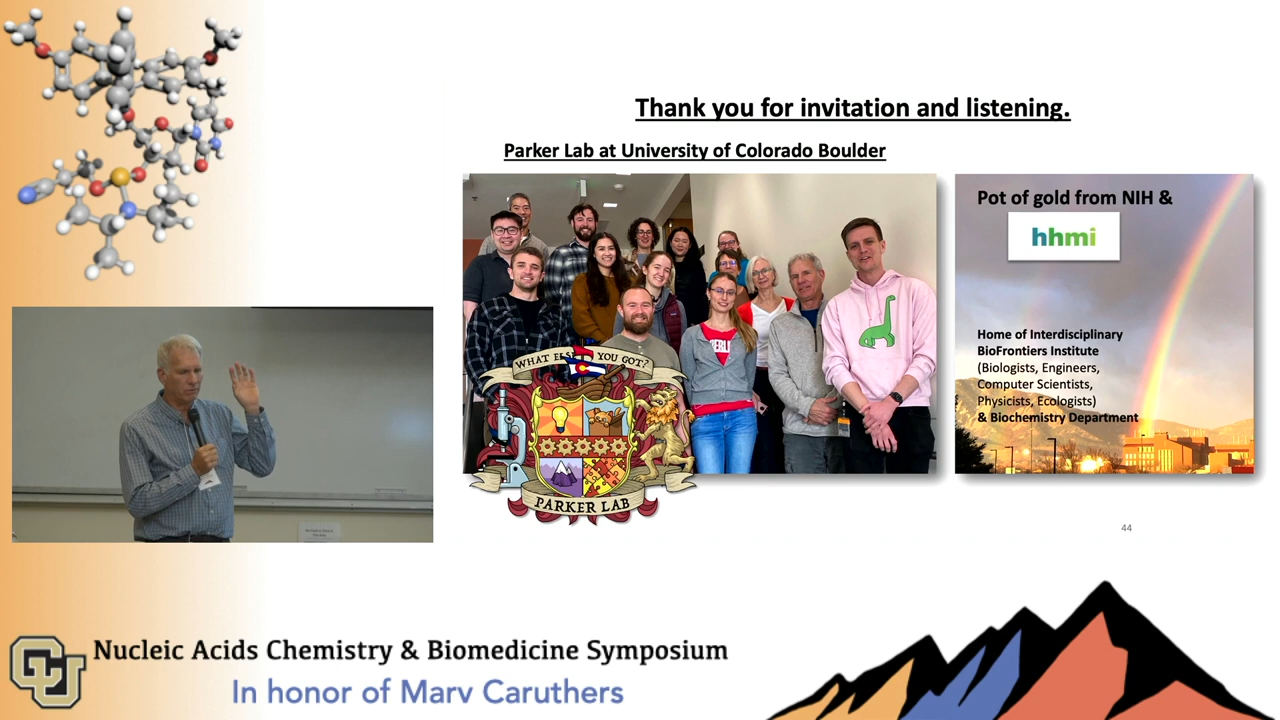 Thank you for invitation and listening.
Parker Lab at University of Colorado Boulder
Pot of gold from NIH &
hhmi
Home of Interdisciplinary
BioFrontiers Institute
(Biologists, Engineers,
Computer Scientists,
Physicists, Ecologists)
& Biochemistry Department
WHAT ELSE YOU GOT?
PARKER LAB
44
CU
Nucleic Acids Chemistry & Biomedicine Symposium
In honor of Marv Caruthers